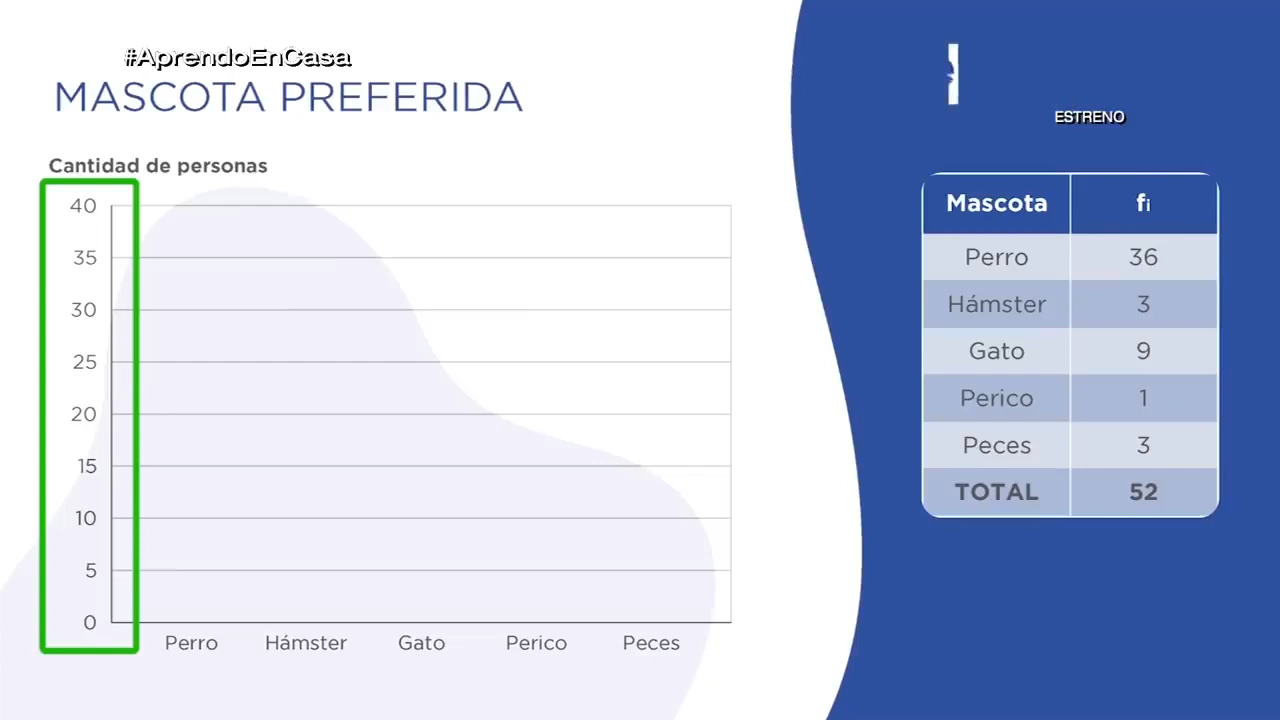 #AprendoEnCasa
MASCOTA PREFERIDA
ESTRENO
Cantidad de personas
40
35
30
25
20
15
10
5
0
Perro Hámster Gato Perico Peces
Mascota fi
Perro 36
Hámster 3
Gato 9
Perico 1
Peces 3
TOTAL 52